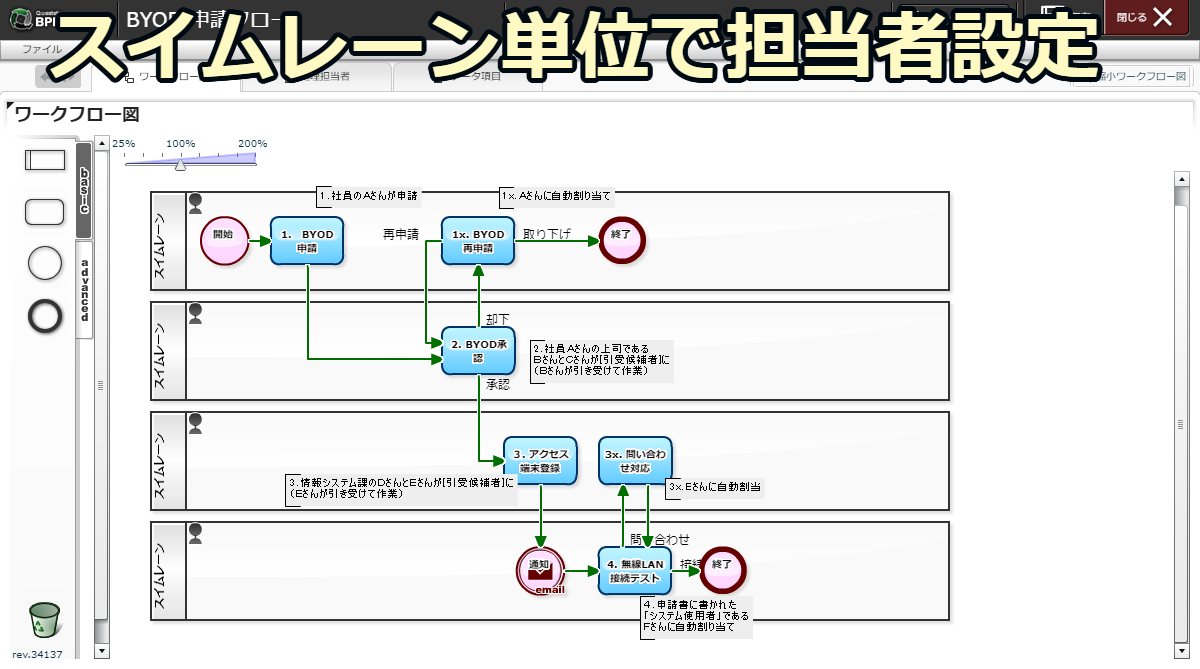 スイムレーン単位で担当者設定
BPI
BYOD 申請フロー
閉じる
ファイル
ワークフロー
理担当者
タ項目
縮小ワークフロー図
ワークフロー図
25% 100% 200%
basic
advanced
1.社員のAさんが申請
1x. Aさんに自動割り当て
スイムレーン
開始
1. BYOD
申請
再申請
1x. BYOD
再申請
取り下げ
終了
スイムレーン
却下
2. BYOD承
認
承認
2.社員Aさんの上司である
BさんとCさんが[引受候補者]に
(Bさんが引き受けて作業)
スイムレーン
3. アクセス
端末登録
3x. 問い合わ
せ対応
3.情報システム課のDさんとEさんが[引受候補者]に
(Eさんが引き受けて作業)
3x.Eさんに自動割当
スイムレーン
問 合わせ
通知
email
4. 無線LAN
接続テスト
接続
終了
4.申請書に書かれた
「システム使用者」である
Fさんに自動割り当て
rev.34137